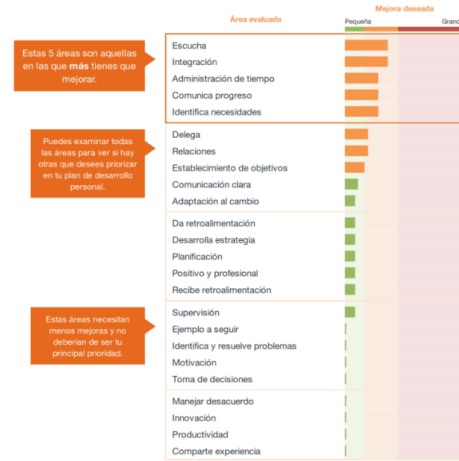 Mejora deseada
Área evaluada
Pequeña
Grand
Estas 5 áreas son aquellas
en las que más tienes que
mejorar.
Escucha
Integración
Administración de tiempo
Comunica progreso
Identifica necesidades
Puedes examinar todas
las áreas para ver si hay
otras que desees priorizar
en tu plan de desarrollo
personal.
Delega
Relaciones
Establecimiento de objetivos
Comunicación clara
Adaptación al cambio
Da retroalimentación
Desarrolla estrategia
Planificación
Positivo y profesional
Recibe retroalimentación
Estas áreas necesitan
menos mejoras y no
deberían de ser tu
principal prioridad.
Supervisión
Ejemplo a seguir
Identifica y resuelve problemas
Motivación
Toma de decisiones
Manejar desacuerdo
Innovación
Productividad
Comparte experiencia